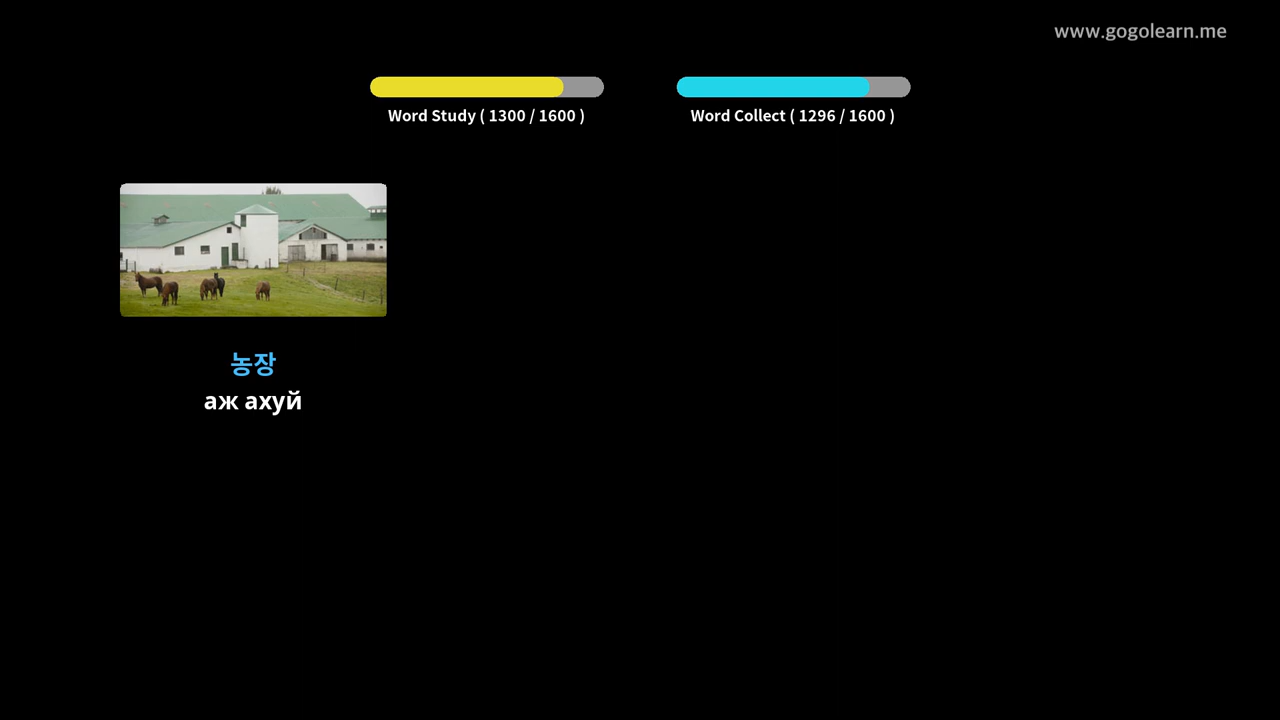 www.gogolearn.me
Word Study ( 1300 / 1600 )
Word Collect ( 1296 / 1600 )
농장
аж ахуй